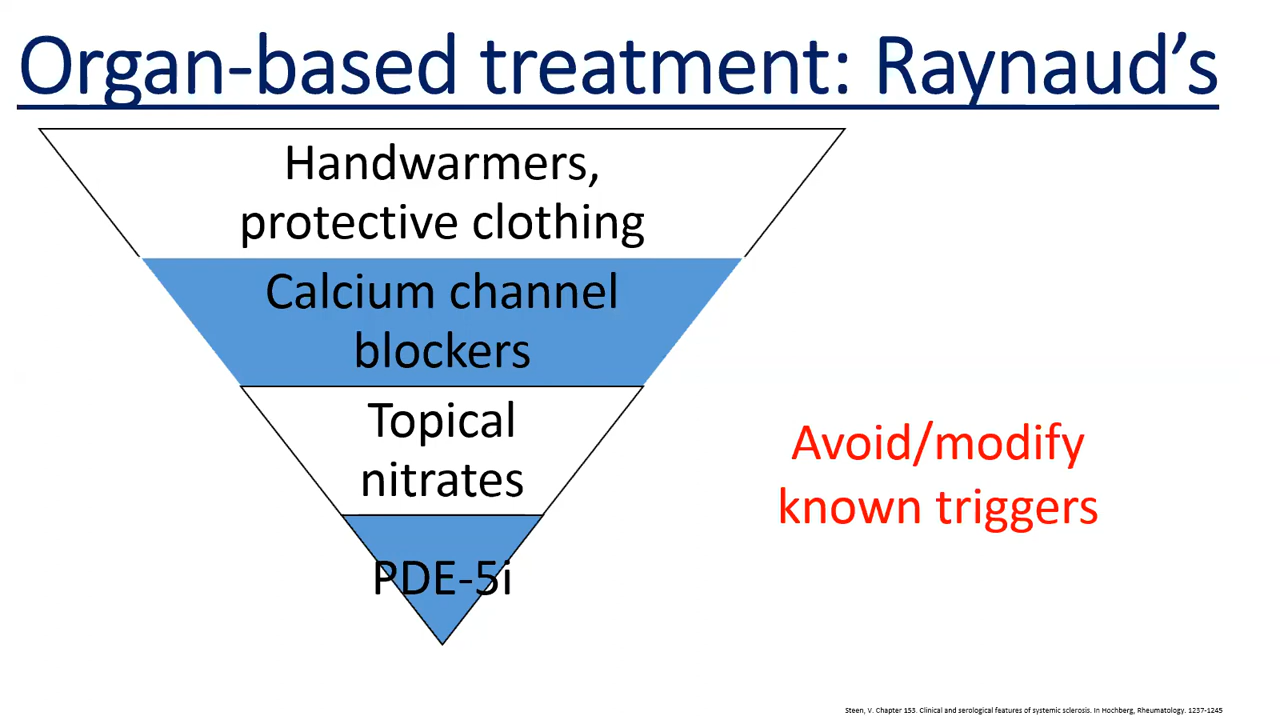 Organ-based treatment: Raynaud's
Handwarmers,
protective clothing
Calcium channel
blockers
Topical
nitrates
PDE-5i
Avoid/modify
known triggers
Steen, V. Chapter 153. Clinical and serological features of systemic sclerosis. In Hochberg, Rheumatology. 1237-1245